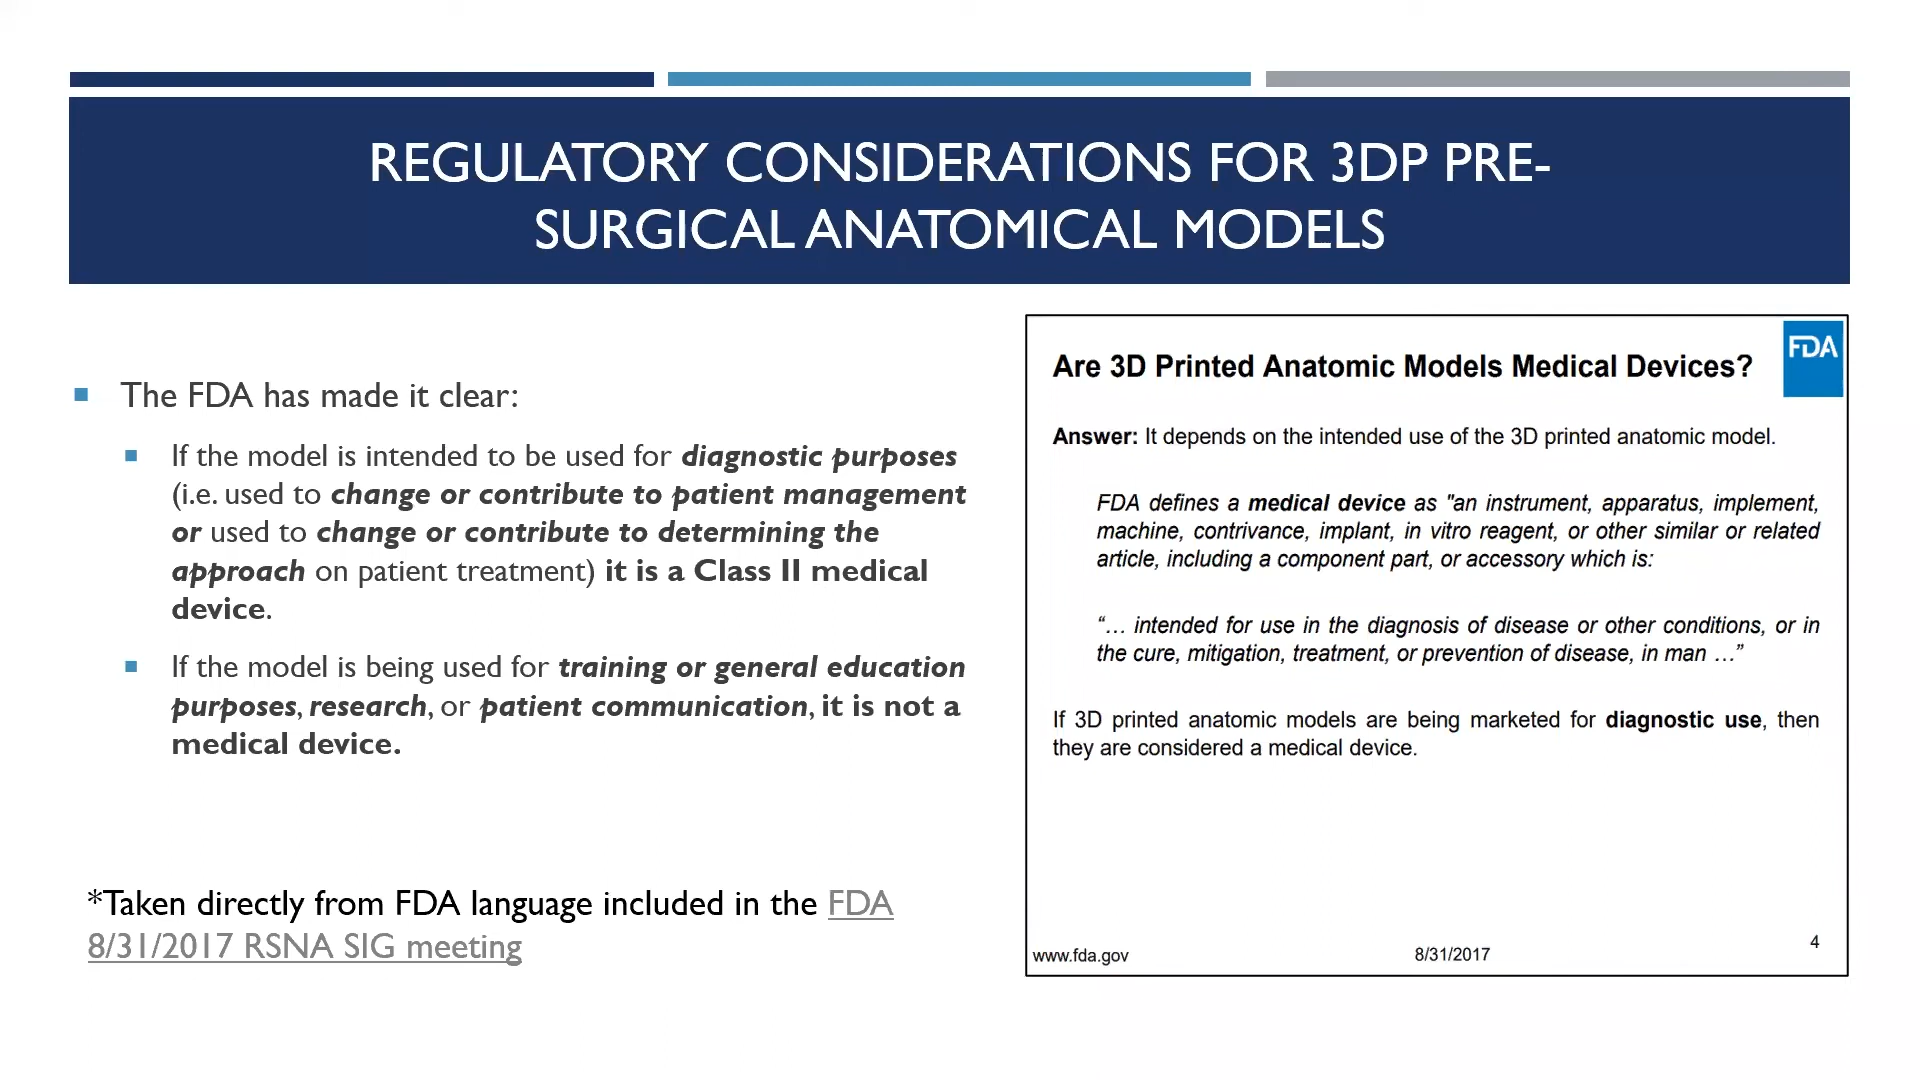 REGULATORY CONSIDERATIONS FOR 3DP PRE-
SURGICAL ANATOMICAL MODELS
The FDA has made it clear:
If the model is intended to be used for diagnostic purposes
(i.e. used to change or contribute to patient management
or used to change or contribute to determining the
approach on patient treatment) it is a Class II medical
device.
If the model is being used for training or general education
purposes, research, or patient communication, it is not a
medical device.
*Taken directly from FDA language included in the FDA
8/31/2017 RSNA SIG meeting
FDA
Are 3D Printed Anatomic Models Medical Devices?
Answer: It depends on the intended use of the 3D printed anatomic model.
FDA defines a medical device as "an instrument, apparatus, implement,
machine, contrivance, implant, in vitro reagent, or other similar or related
article, including a component part, or accessory which is:
“… intended for use in the diagnosis of disease or other conditions, or in
the cure, mitigation, treatment, or prevention of disease, in man …”
If 3D printed anatomic models are being marketed for diagnostic use, then
they are considered a medical device.
www.fda.gov
8/31/2017
4